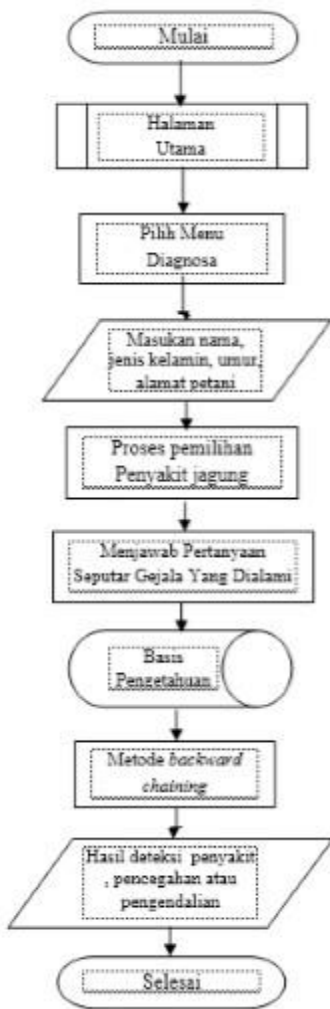 Mulai
Halaman
Utama
Pilih Menu
Diagnosa
Masukan nama,
jenis kelamin, umur,
alamat petani
Proses pemilihan
Penyakit jagung
Menjawab Pertanyaan
Seputar Gejala Yang Dialami
Basis
Pengetahuan
Metode backward
chaining
Hasil deteksi penyakit
, pencegahan atau
pengendalian
Selesai